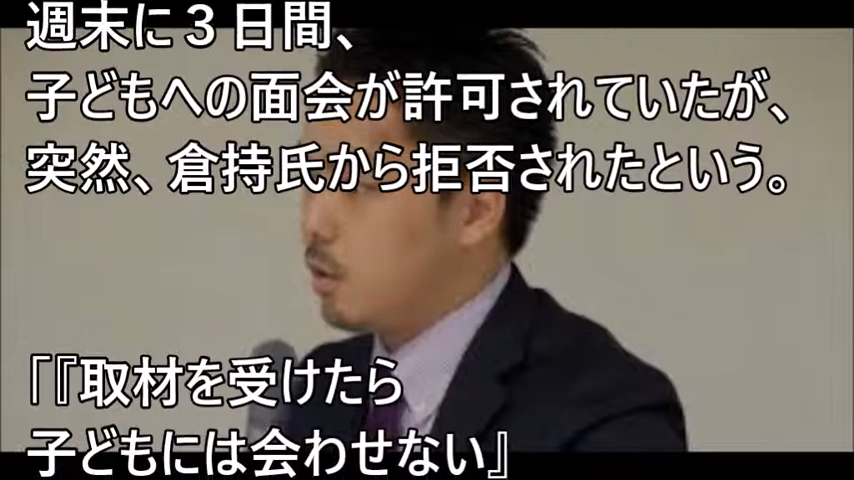 週末に３日間、
子どもへの面会が許可されていたが、
突然、倉持氏から拒否されたという。
「『取材を受けたら
子どもには会わせない』